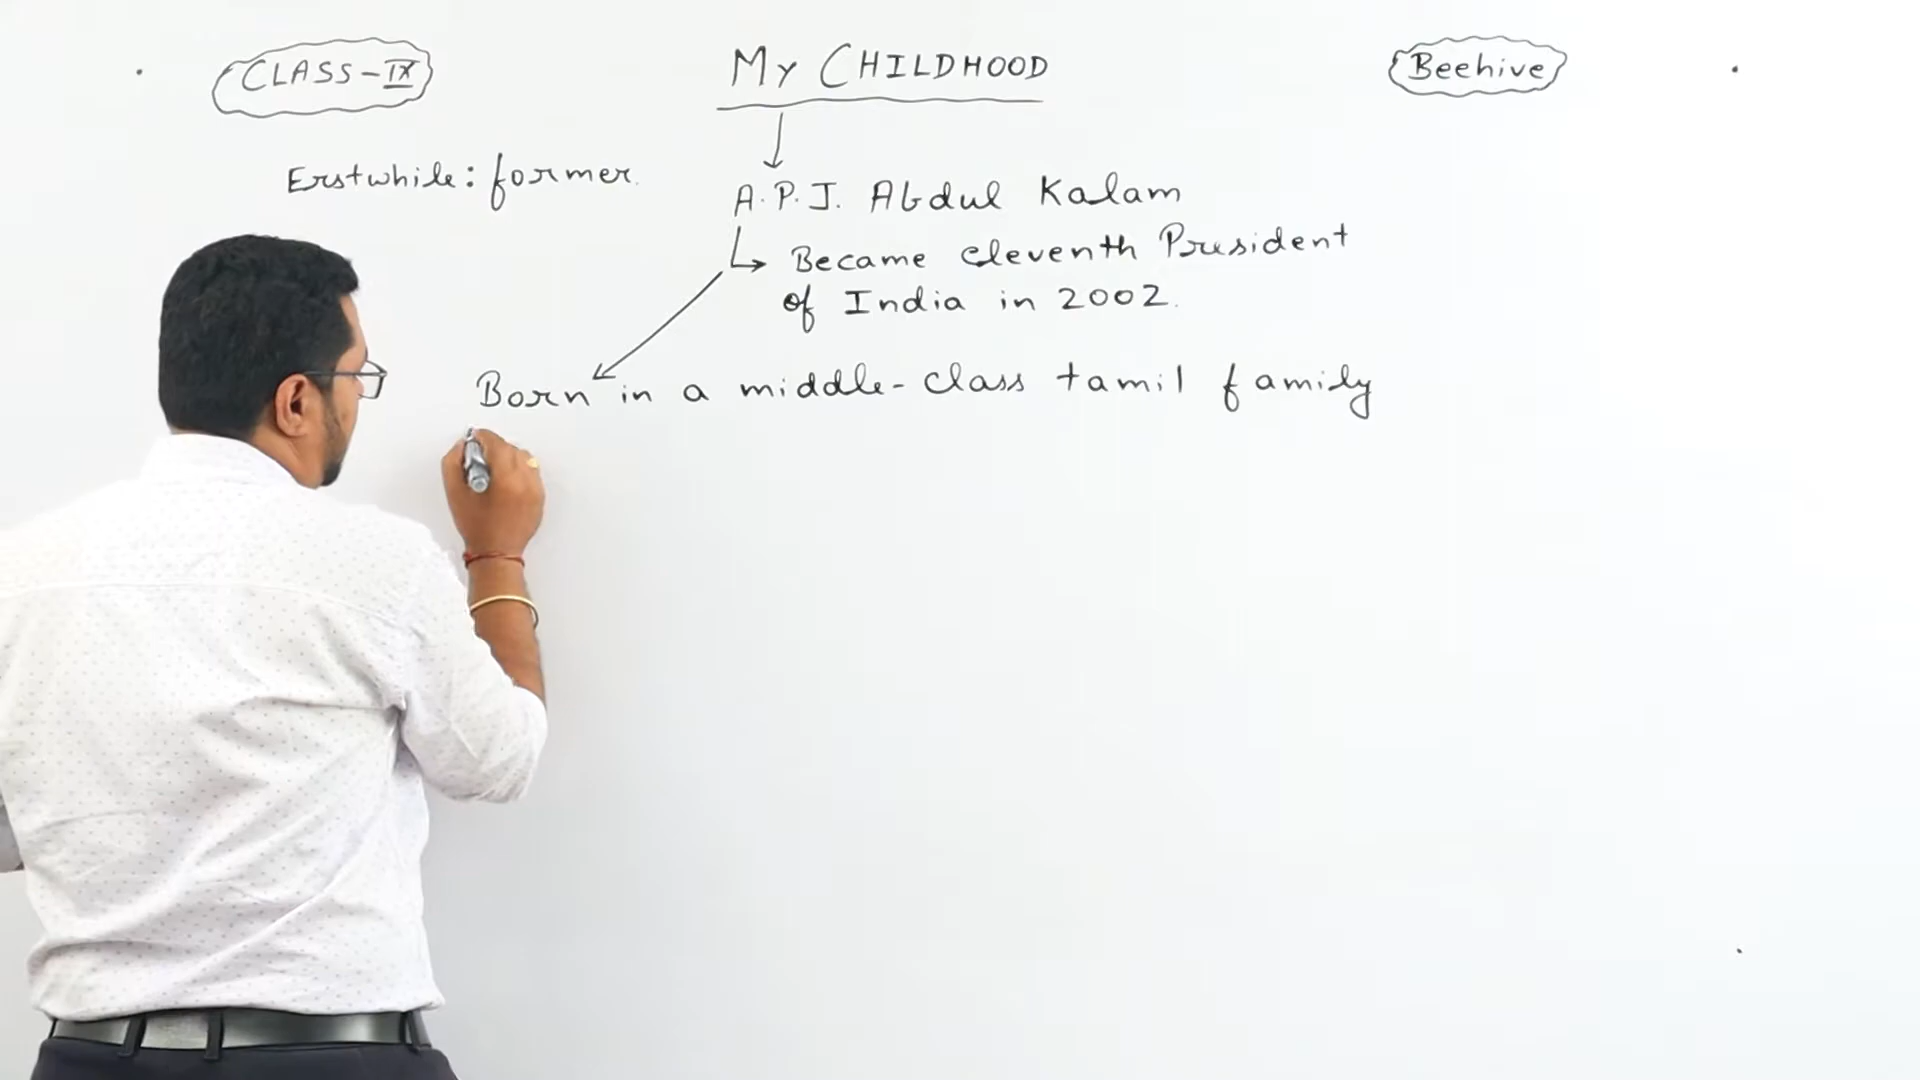 CLASS-IX
MY CHILDHOOD
Beehive
Erstwhile: former.
A.P.J. Abdul Kalam
Became eleventh President
of India in 2002.
Born in a middle-class tamil family